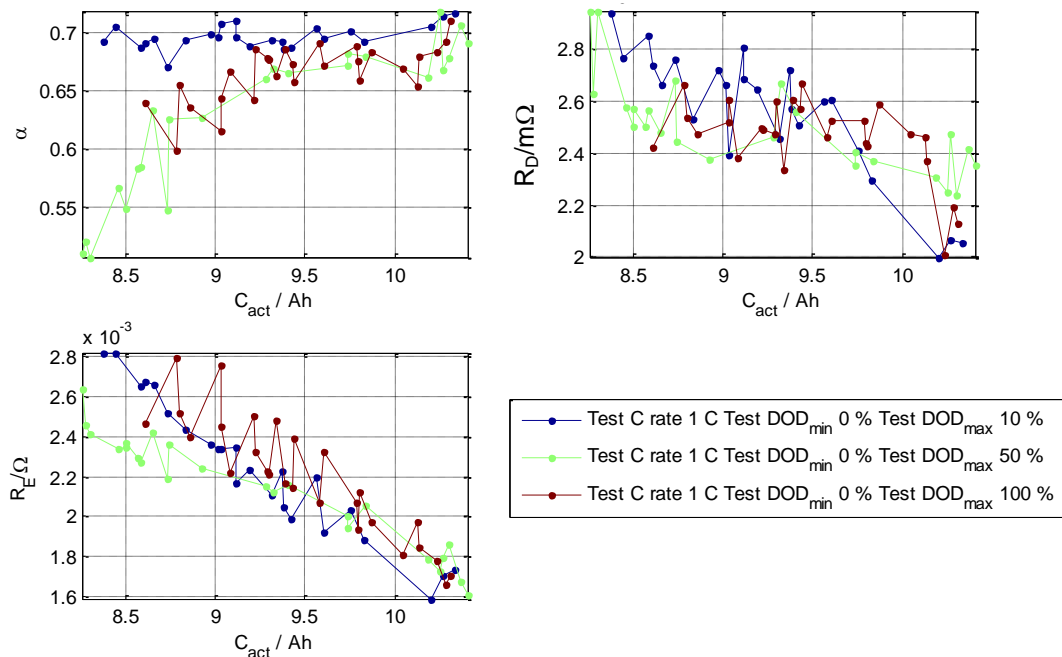 0.7
0.65
0.6
0.55
α
8.5 9 9.5 10
C_act / Ah
2.8
2.6
2.4
2.2
2
R_D/mΩ
8.5 9 9.5 10
C_act / Ah
x 10^-3
2.8
2.4
2.2
2
1.8
1.6
R_E/Ω
8.5 9 9.5 10
C_act / Ah
Test C rate 1 C Test DOD_min 0 % Test DOD_max 10 %
Test C rate 1 C Test DOD_min 0 % Test DOD_max 50 %
Test C rate 1 C Test DOD_min 0 % Test DOD_max 100 %